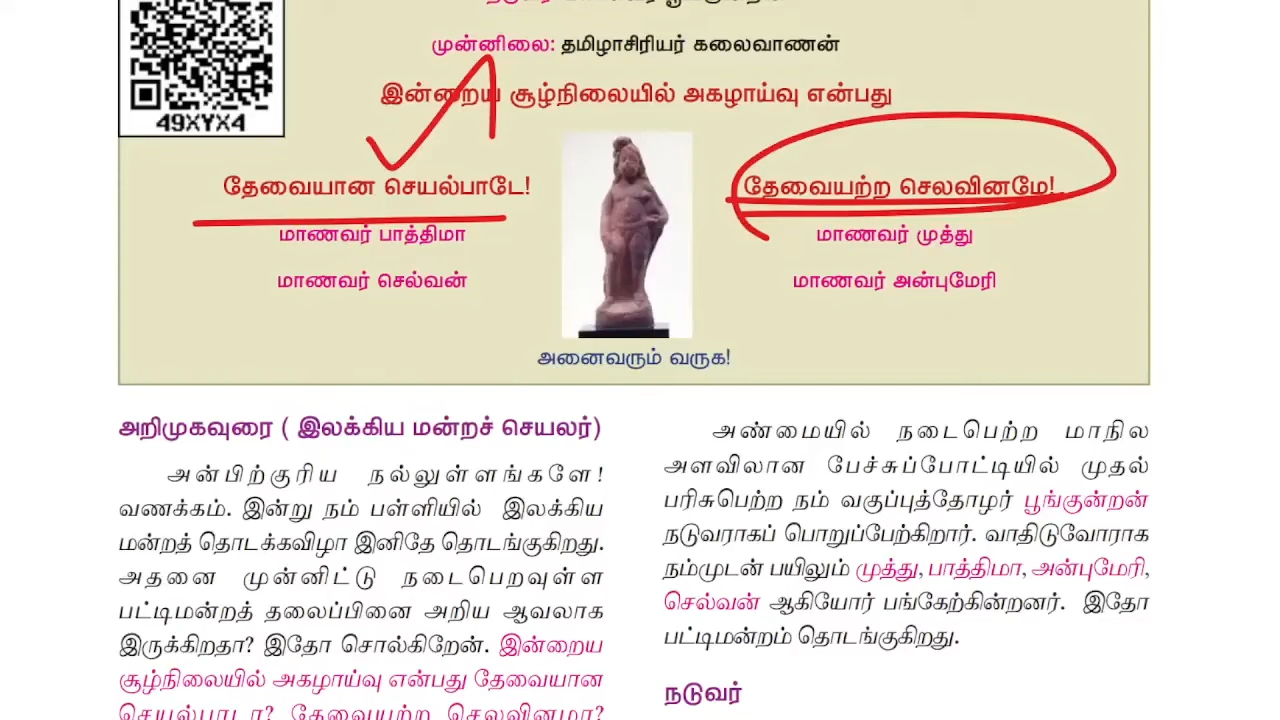 முன்னிலை: தமிழாசிரியர் கலைவாணன்
இன்றைய சூழ்நிலையில் அகழாய்வு என்பது
49XYX4
தேவையான செயல்பாடே!
மாணவர் பாத்திமா
மாணவர் செல்வன்
தேவையற்ற செலவினமே!
மாணவர் முத்து
மாணவர் அன்புமேரி
அனைவரும் வருக!
அறிமுகவுரை ( இலக்கிய மன்றச் செயலர்)
அன்பிற்குரிய நல்லுள்ளங்களே!
வணக்கம். இன்று நம் பள்ளியில் இலக்கிய
மன்றத் தொடக்கவிழா இனிதே தொடங்குகிறது.
அதனை முன்னிட்டு நடைபெறவுள்ள
பட்டிமன்றத் தலைப்பினை அறிய ஆவலாக
இருக்கிறதா? இதோ சொல்கிறேன். இன்றைய
சூழ்நிலையில் அகழாய்வு என்பது தேவையான
செயல்பாடா? தேவையற்ற செலவினமா?
அண்மையில் நடைபெற்ற மாநில
அளவிலான பேச்சுப்போட்டியில் முதல்
பரிசுபெற்ற நம் வகுப்புத்தோழர் பூங்குன்றன்
நடுவராகப் பொறுப்பேற்கிறார். வாதிடுவோராக
நம்முடன் பயிலும் முத்து, பாத்திமா, அன்புமேரி,
செல்வன் ஆகியோர் பங்கேற்கின்றனர். இதோ
பட்டிமன்றம் தொடங்குகிறது.
நடுவர்